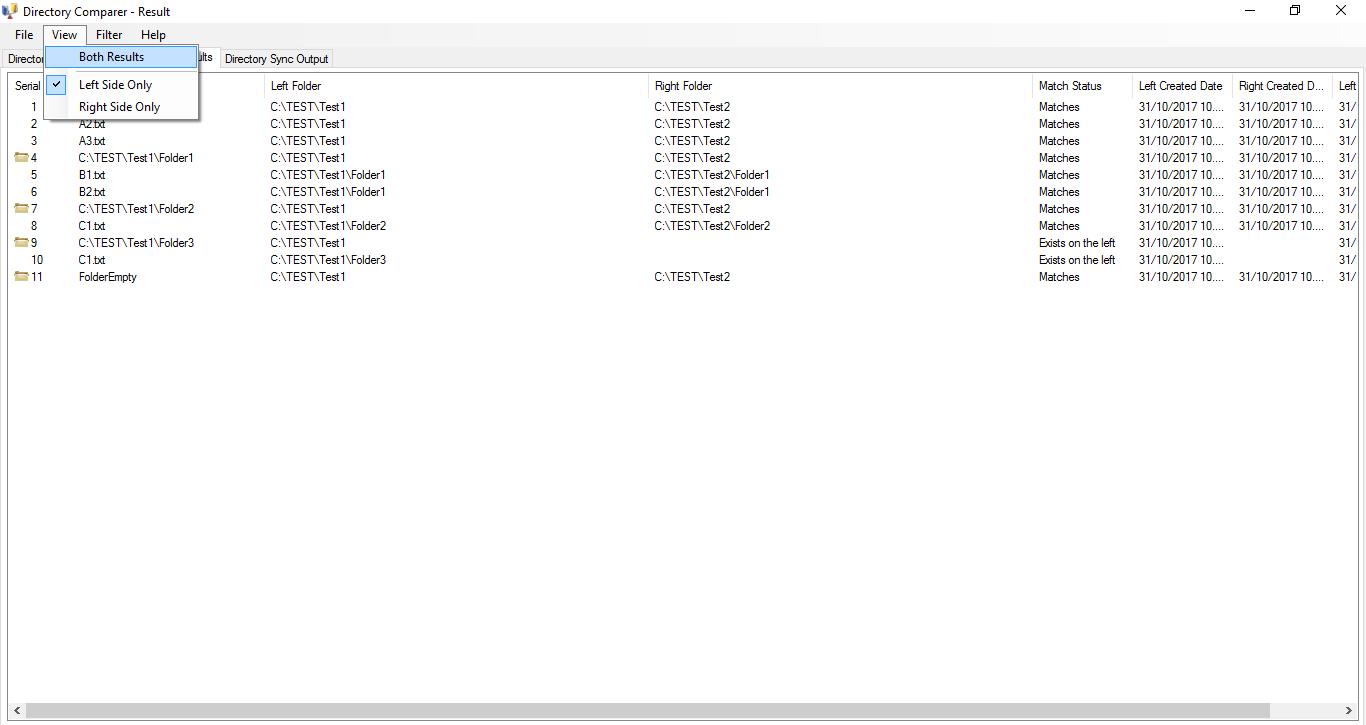 Directory Comparer - Result
File View Filter Help
Both Results
Left Side Only
Right Side Only
Directory Sync Output
Serial Left Folder Right Folder Match Status Left Created Date Right Created D... Left
1 C:\TEST\Test1 C:\TEST\Test2 Matches 31/10/2017 10.... 31/10/2017 10.... 31/
2 A2.txt C:\TEST\Test1 C:\TEST\Test2 Matches 31/10/2017 10.... 31/10/2017 10.... 31/
3 A3.txt C:\TEST\Test1 C:\TEST\Test2 Matches 31/10/2017 10.... 31/10/2017 10.... 31/
4 C:\TEST\Test1\Folder1 C:\TEST\Test1 C:\TEST\Test2 Matches 31/10/2017 10.... 31/10/2017 10.... 31/
5 B1.txt C:\TEST\Test1\Folder1 C:\TEST\Test2\Folder1 Matches 31/10/2017 10.... 31/10/2017 10.... 31/
6 B2.txt C:\TEST\Test1\Folder1 C:\TEST\Test2\Folder1 Matches 31/10/2017 10.... 31/10/2017 10.... 31/
7 C:\TEST\Test1\Folder2 C:\TEST\Test1 C:\TEST\Test2 Matches 31/10/2017 10.... 31/10/2017 10.... 31/
8 C1.txt C:\TEST\Test1\Folder2 C:\TEST\Test2\Folder2 Matches 31/10/2017 10.... 31/10/2017 10.... 31/
9 C:\TEST\Test1\Folder3 C:\TEST\Test1 Exists on the left 31/10/2017 10.... 31/
10 C1.txt C:\TEST\Test1\Folder3 Exists on the left 31/10/2017 10.... 31/
11 FolderEmpty C:\TEST\Test1 C:\TEST\Test2 Matches 31/10/2017 10.... 31/10/2017 10.... 31/